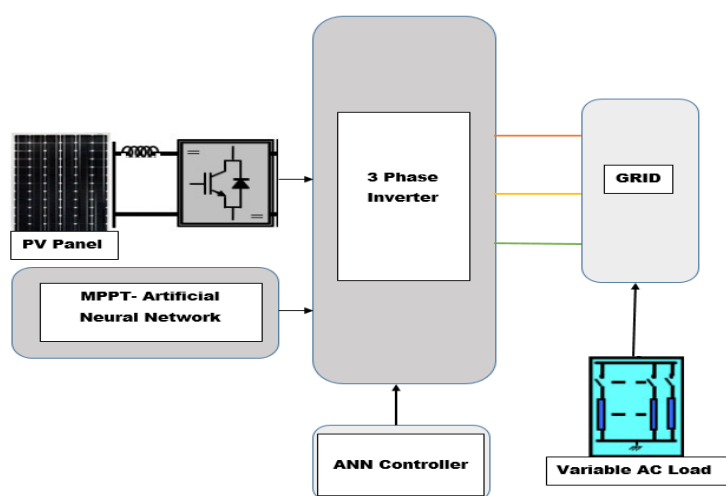 3 Phase
Inverter
GRID
PV Panel
MPPT- Artificial
Neural Network
ANN Controller
Variable AC Load